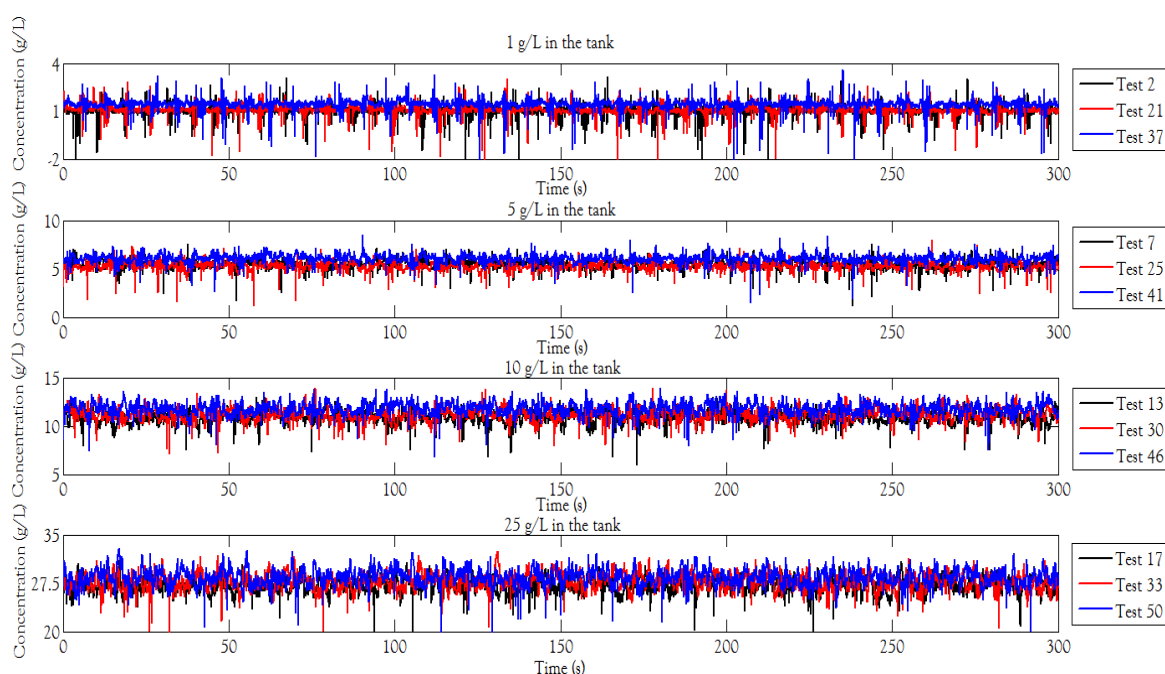 1 g/L in the tank
Concentration (g/L)
4
1
-2
0 50 100 150 200 250 300
Time (s)
Test 2
Test 21
Test 37
5 g/L in the tank
Concentration (g/L)
10
5
0
0 50 100 150 200 250 300
Time (s)
Test 7
Test 25
Test 41
10 g/L in the tank
Concentration (g/L)
15
10
5
0 50 100 150 200 250 300
Time (s)
Test 13
Test 30
Test 46
25 g/L in the tank
Concentration (g/L)
35
27.5
20
0 50 100 150 200 250 300
Time (s)
Test 17
Test 33
Test 50